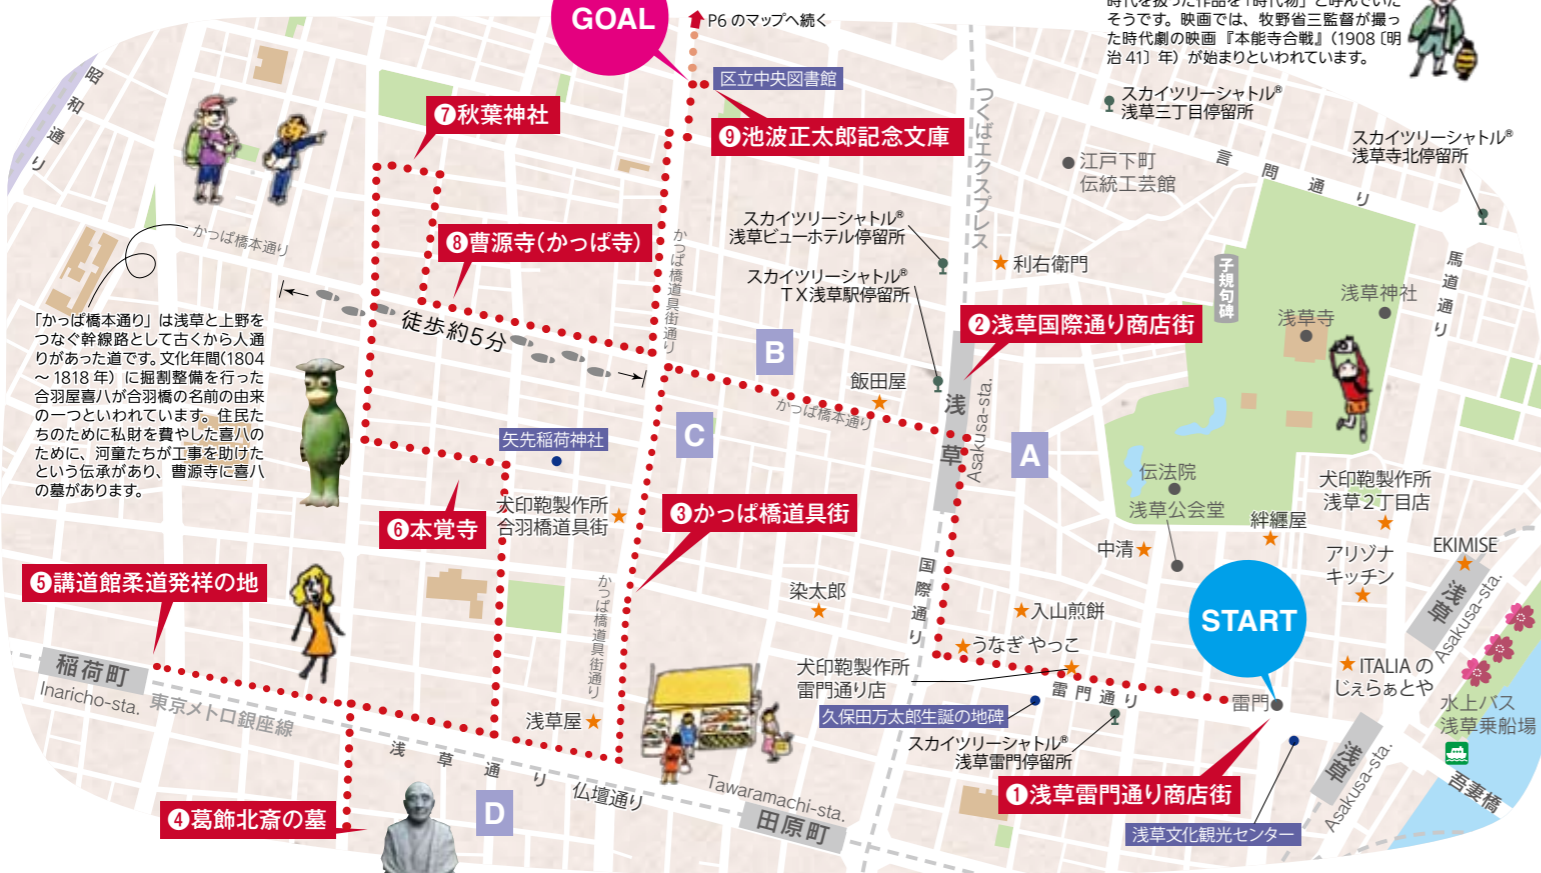 時代を扱った作品を「時代物」と呼んでいた
そうです。映画では、牧野省三監督が撮っ
た時代劇の映画『本能寺合戦』(1908〔明
治 41〕年）が始まりといわれています。
GOAL
P6 のマップへ続く
区立中央図書館
❾池波正太郎記念文庫
❼秋葉神社
❽曹源寺（かっぱ寺）
昭和通り
かっぱ橋本通り
徒歩約5分
「かっぱ橋本通り」は浅草と上野を
つなぐ幹線路として古くから人通
りがあった道です。文化年間(1804
～ 1818 年）に掘割整備を行った
合羽屋喜八が合羽橋の名前の由来
の一つといわれています。住民た
ちのために私財を費やした喜八の
ために、河童たちが工事を助けた
という伝承があり、曹源寺に喜八
の墓があります。
かっぱ橋道具街通り
つくばエクスプレス
スカイツリーシャトル®
浅草三丁目停留所
江戸下町
伝統工芸館
言問通り
スカイツリーシャトル®
浅草寺北停留所
スカイツリーシャトル®
浅草ビューホテル停留所
スカイツリーシャトル®
ＴＸ浅草駅停留所
利右衛門
子規句碑
浅草神社
浅草寺
馬道通り
❷浅草国際通り商店街
B
飯田屋
かっぱ橋本通り
浅草
Asakusa-sta.
A
C
矢先稲荷神社
犬印鞄製作所
合羽橋道具街
❸かっぱ橋道具街
❻本覚寺
伝法院
浅草公会堂
犬印鞄製作所
浅草２丁目店
絆纏屋
中清
アリゾナ
キッチン
EKIMISE
浅草
Asakusa-sta.
❺講道館柔道発祥の地
かっぱ橋道具街通り
染太郎
国際通り
入山煎餅
うなぎ やっこ
START
稲荷町
Inaricho-sta.
東京メトロ銀座線
犬印鞄製作所
雷門通り店
雷門通り
雷門
ITALIA の
じぇらぁとや
水上バス
浅草乗船場
久保田万太郎生誕の地碑
浅草屋
スカイツリーシャトル®
浅草雷門停留所
浅草通り
仏壇通り
Tawaramachi-sta.
田原町
❶浅草雷門通り商店街
浅草
Asakusa-sta.
吾妻橋
❹葛飾北斎の墓
D
浅草文化観光センター